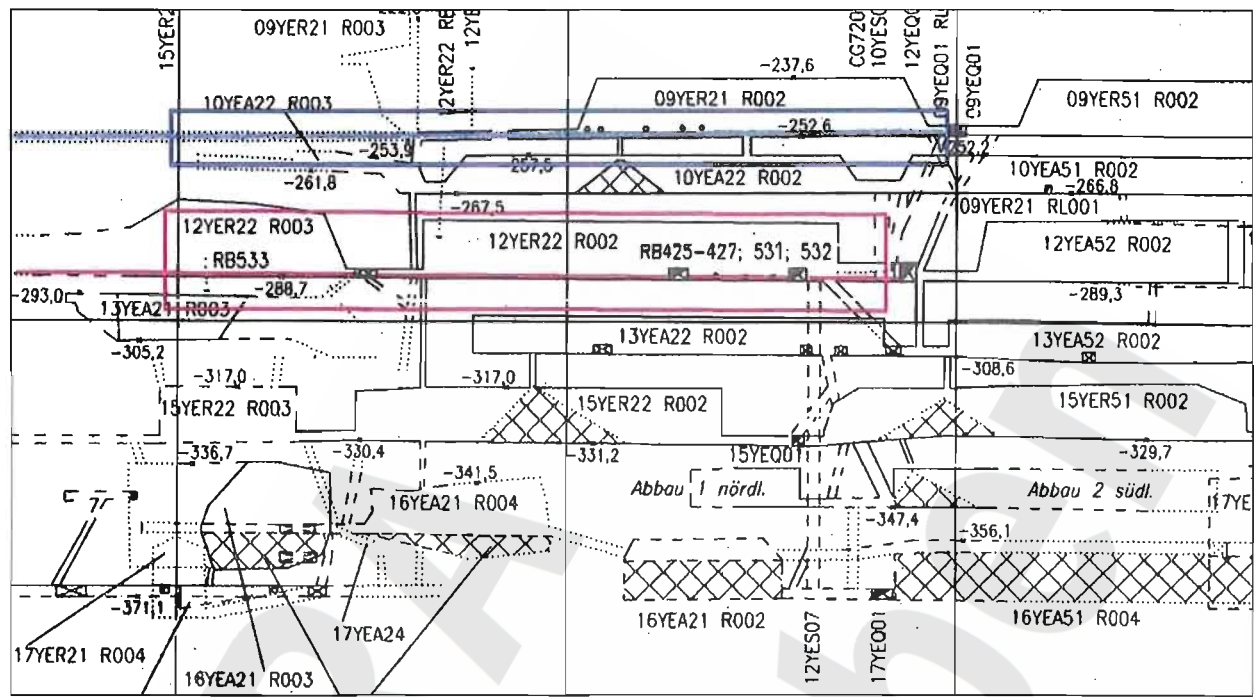 15YER2
09YER21 R003
12YER22 RB
12YE
-237,6
CG720
10YES0
12YEQ0
09YEQ01 RL
09YEQ01
10YEA22 R003
09YER21 R002
09YER51 R002
-252,6
-253,9
-257,6
252,2
-261,8
10YEA22 R002
10YEA51 R002
-266,8
-267,5
09YER21 RL001
12YER22 R003
12YER22 R002
RB425-427; 531; 532
12YEA52 R002
RB533
-288,7
-293,0
-289,3
13YEA21 R003
13YEA22 R002
13YEA52 R002
-305,2
-308,6
-317,0
-317,0
15YER22 R003
15YER22 R002
15YER51 R002
-336,7
-330,4
-331,2
15YEQ01
-329,7
-341,5
16YEA21 R004
Abbau 1 nördl.
Abbau 2 südl.
17YE
-347,4
-356,1
-371,1
17YEA24
16YEA21 R002
16YEA51 R004
17YER21 R004
16YEA21 R003
12YES07
17YEQ01